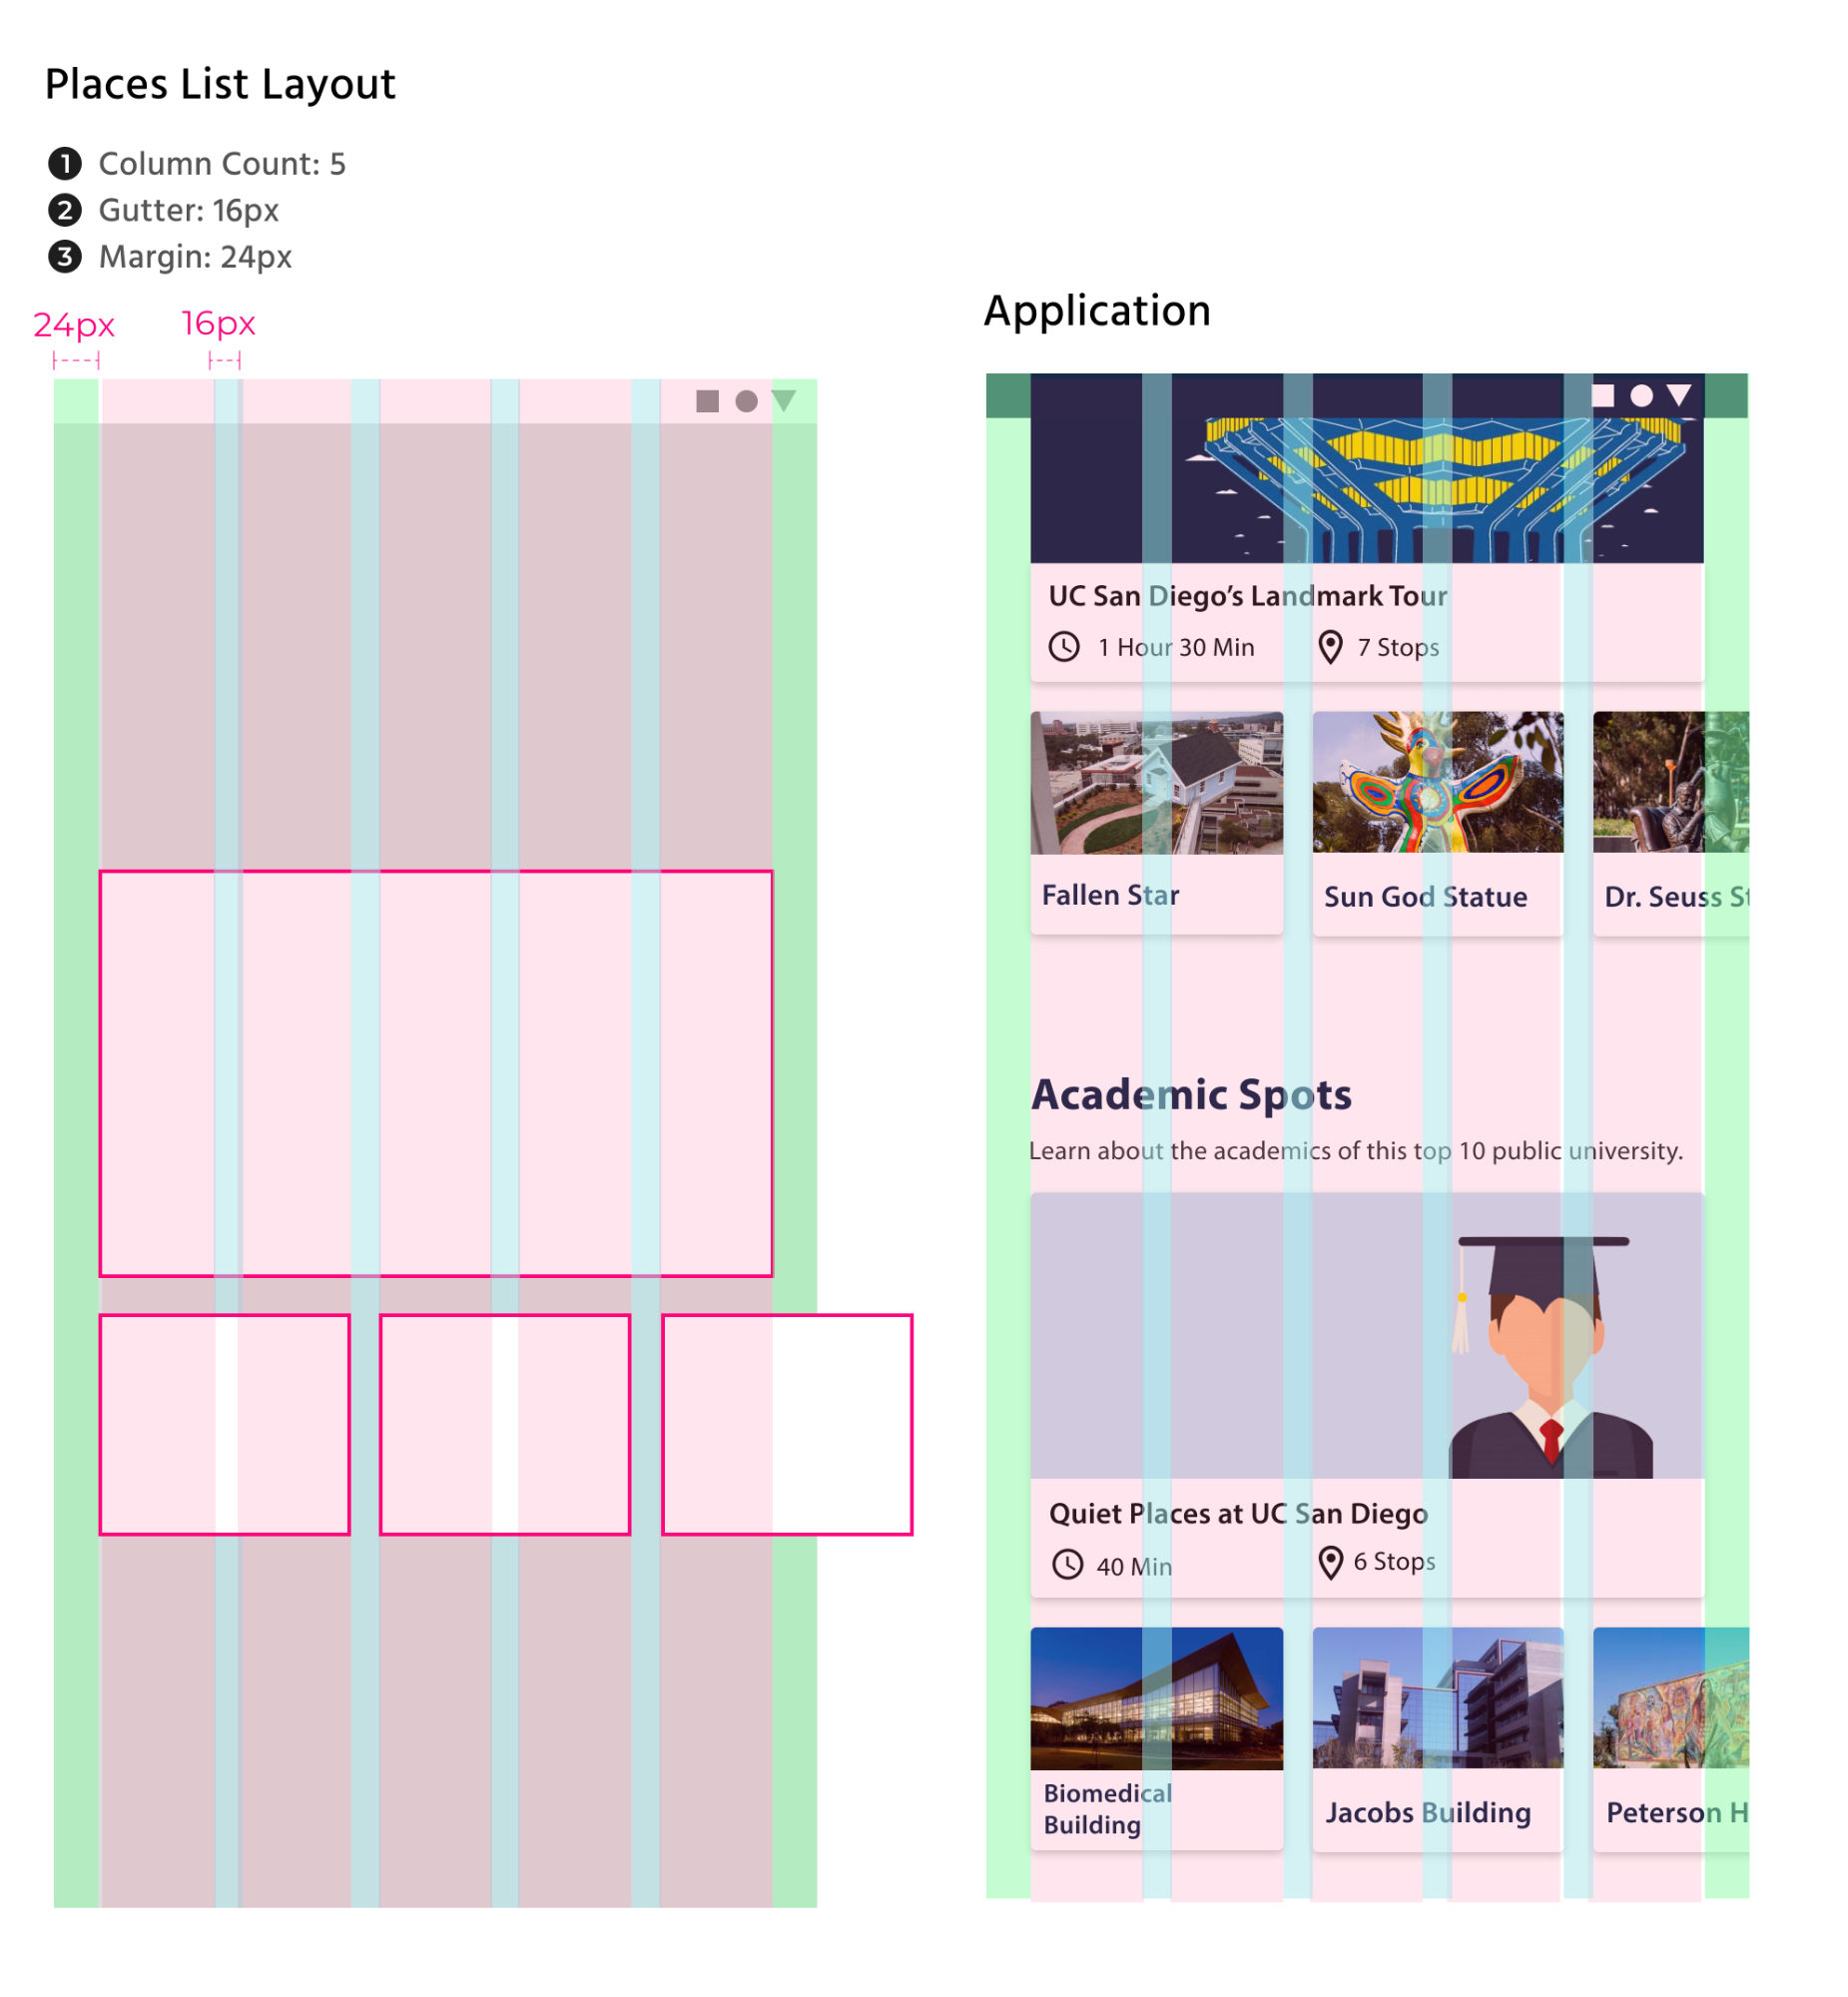 Places List Layout
1 Column Count: 5
2 Gutter: 16px
3 Margin: 24px
24px
16px
Application
UC San Diego’s Landmark Tour
1 Hour 30 Min
7 Stops
Fallen Star
Sun God Statue
Dr. Seuss St
Academic Spots
Learn about the academics of this top 10 public university.
Quiet Places at UC San Diego
40 Min
6 Stops
Biomedical
Building
Jacobs Building
Peterson H